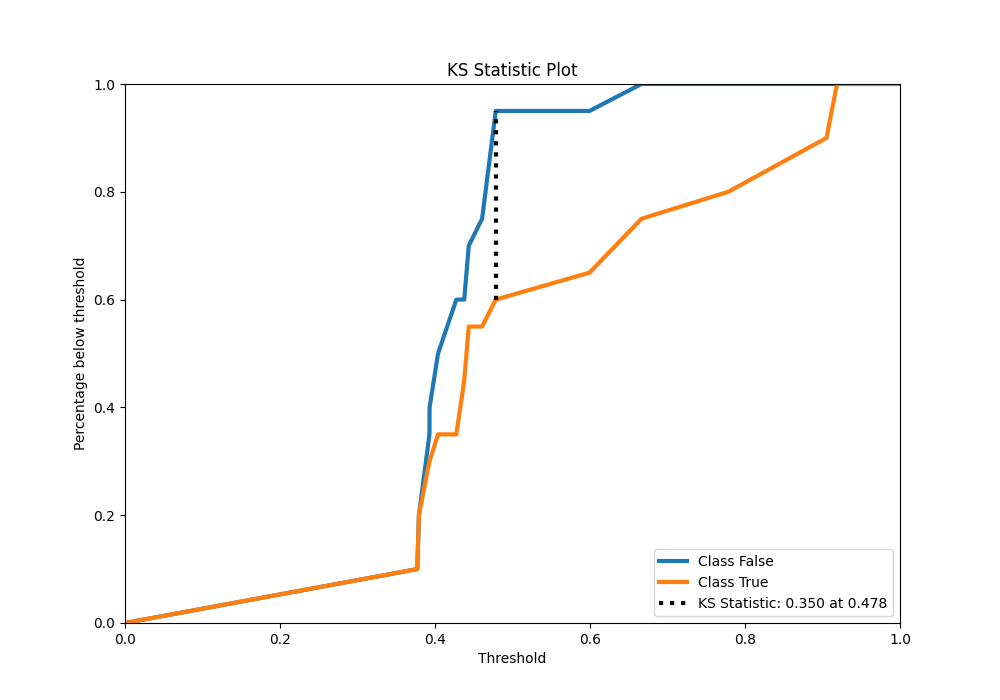 KS Statistic Plot
Percentage below threshold
1.0
0.8
0.6
0.4
0.2
0.0
0.0 0.2 0.4 0.6 0.8 1.0
Threshold
Class False
Class True
KS Statistic: 0.350 at 0.478